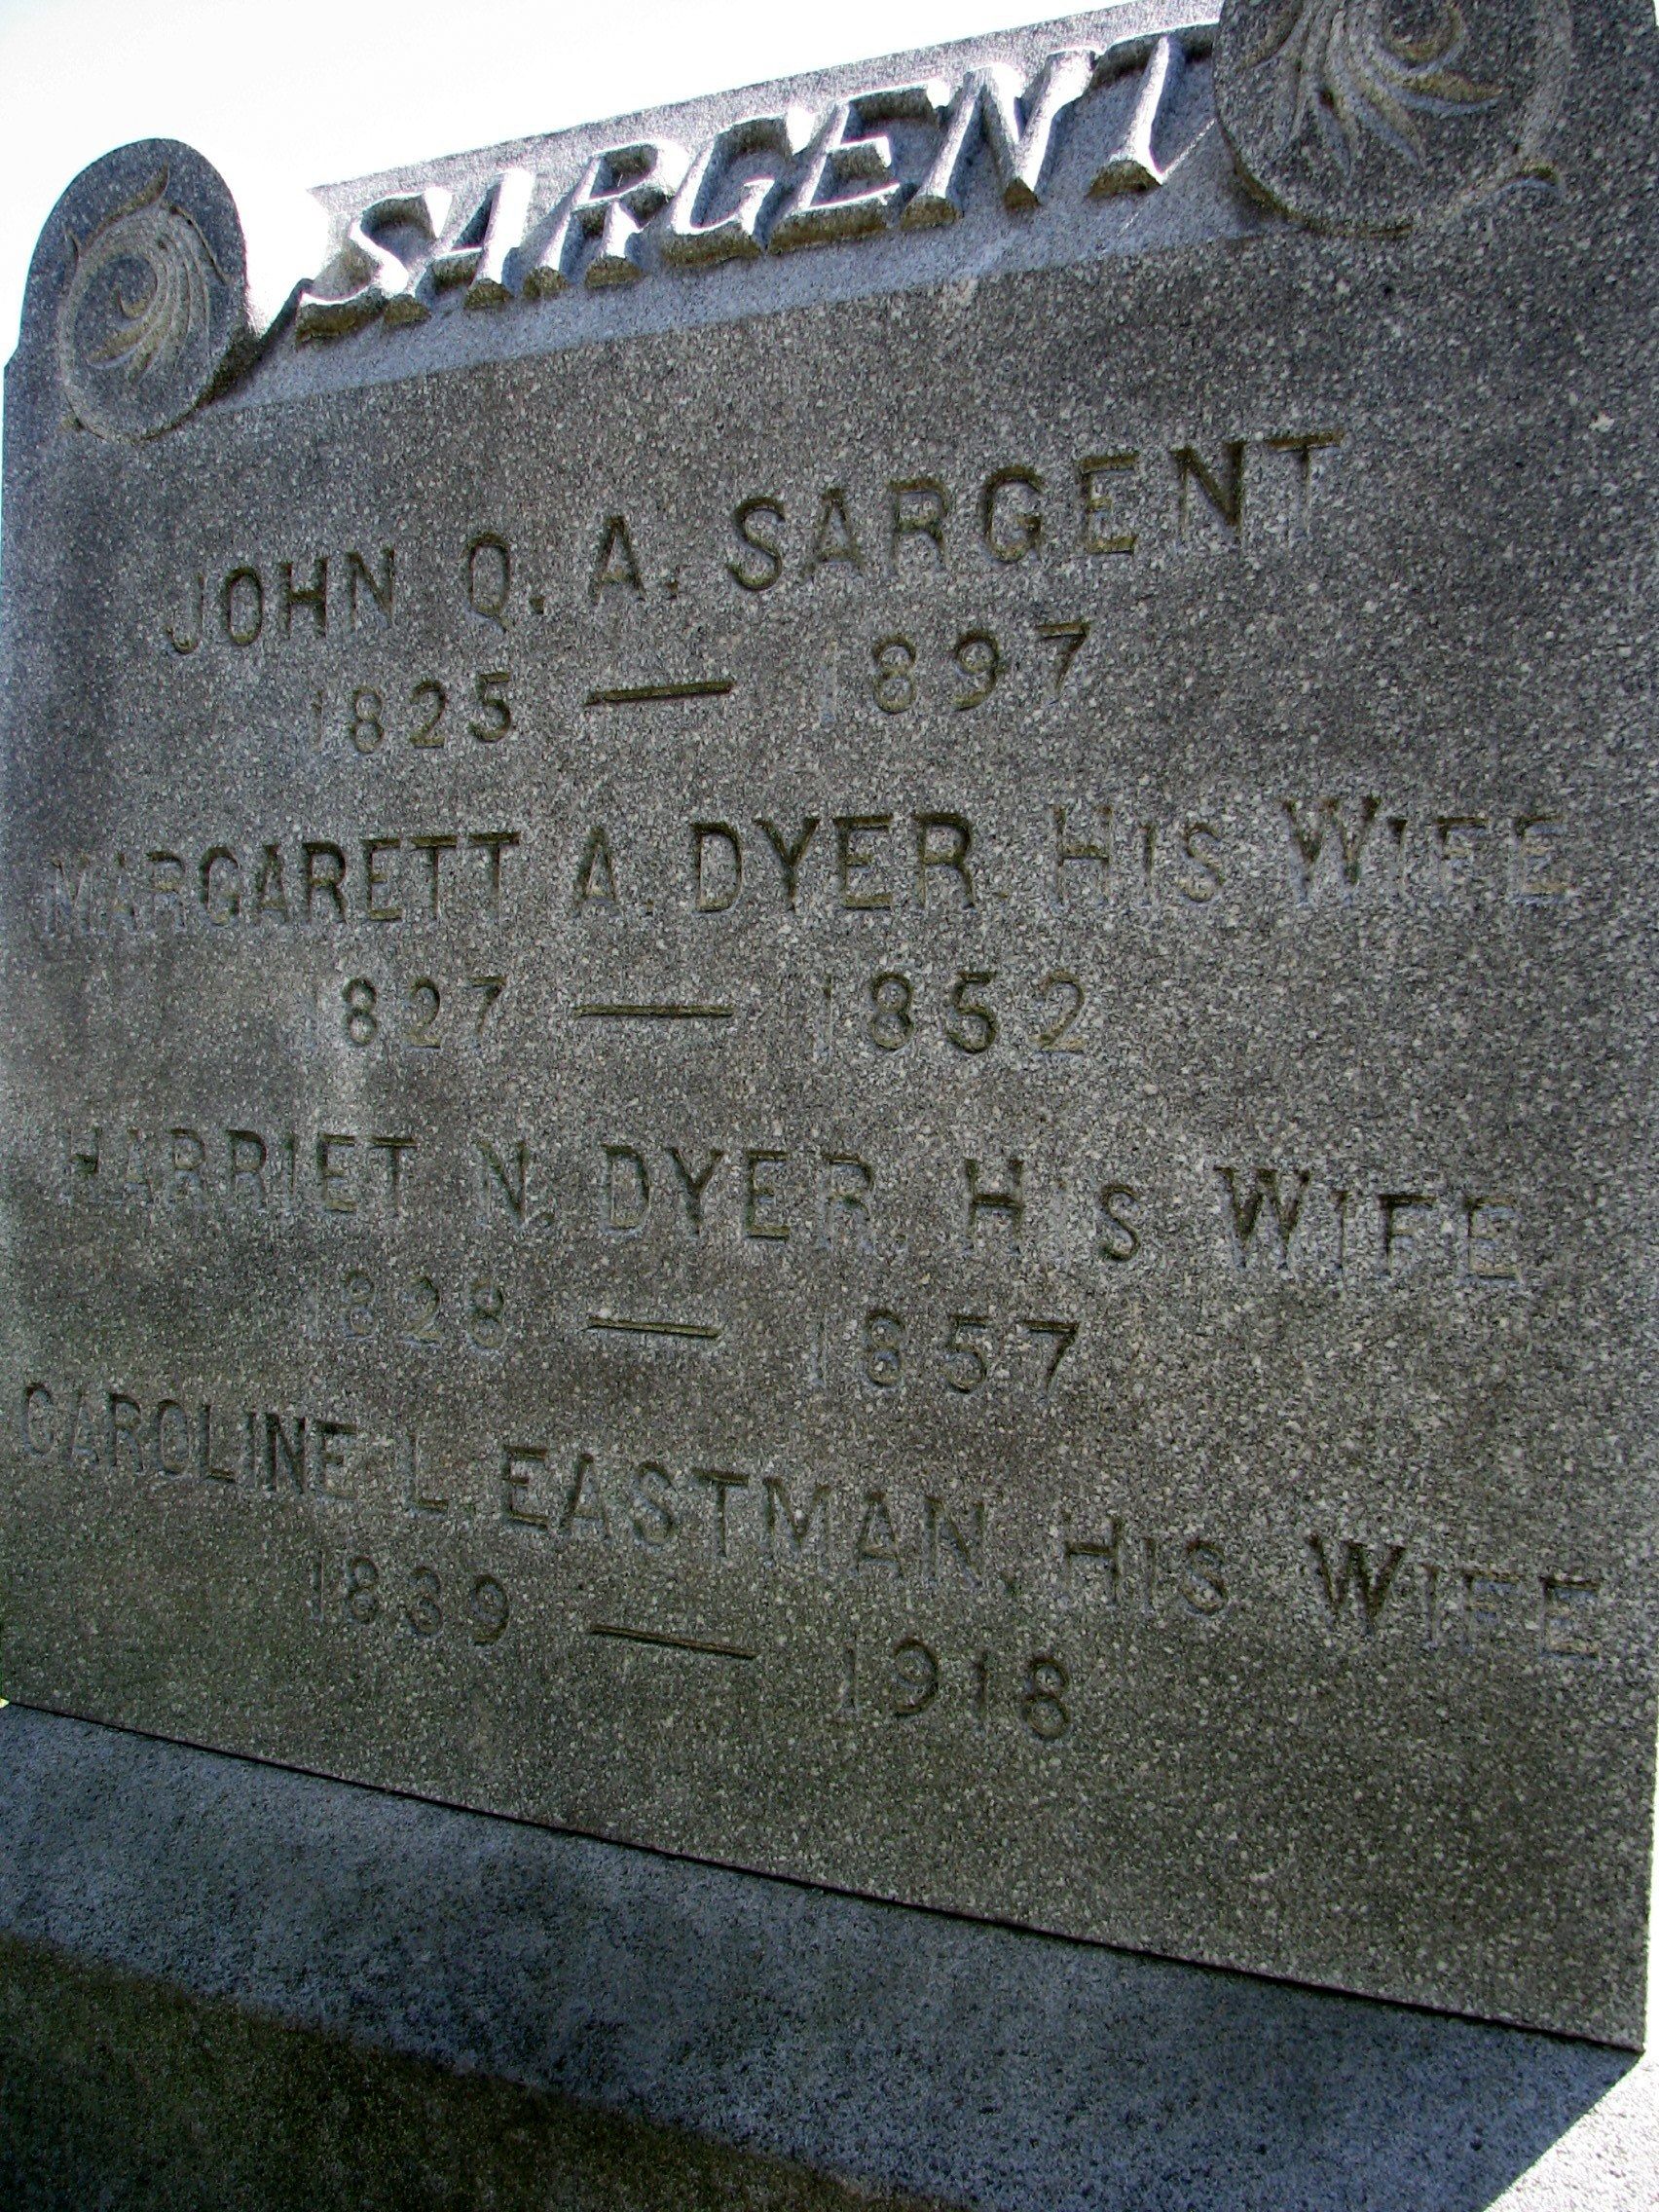 SARGENT
JOHN Q. A. SARGENT
1825 — 1897
MARGARETT A. DYER. HIS WIFE
1827 — 1852
HARRIET N. DYER. HIS WIFE
1828 — 1857
CAROLINE L. EASTMAN, HIS WIFE
1839 — 1918